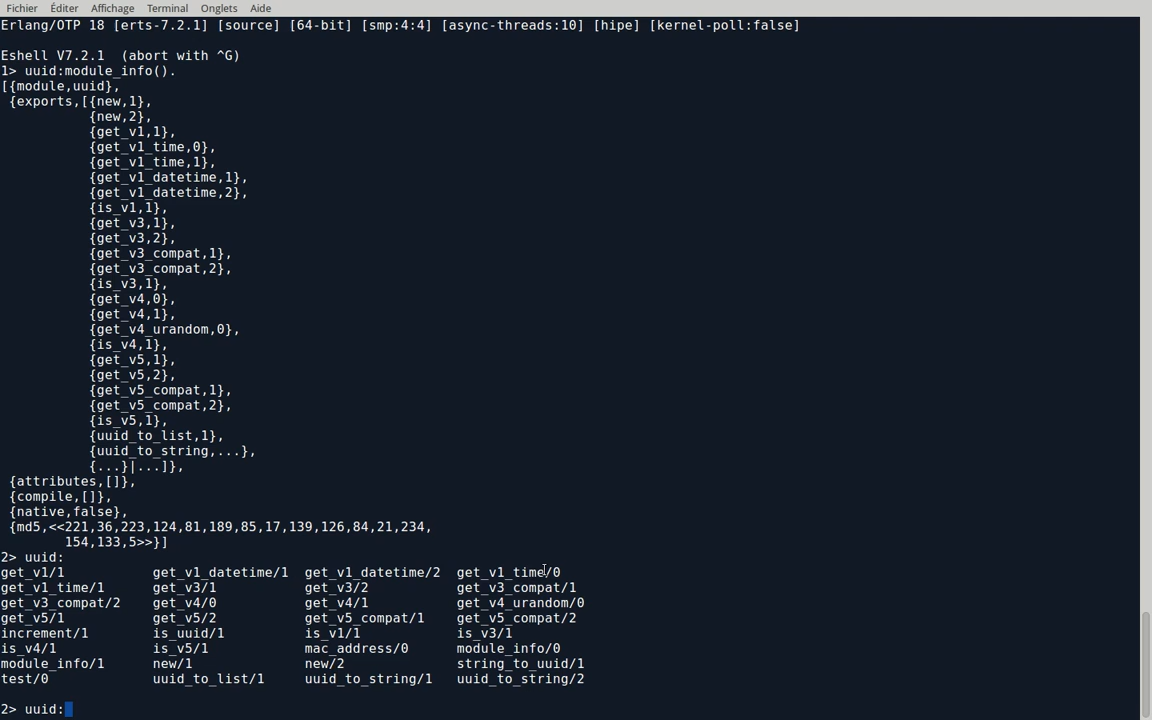 Fichier Éditer Affichage Terminal Onglets Aide
Erlang/OTP 18 [erts-7.2.1] [source] [64-bit] [smp:4:4] [async-threads:10] [hipe] [kernel-poll:false]
Eshell V7.2.1  (abort with ^G)
1> uuid:module_info().
[{module,uuid},
 {exports,[{new,1},
           {new,2},
           {get_v1,1},
           {get_v1_time,0},
           {get_v1_time,1},
           {get_v1_datetime,1},
           {get_v1_datetime,2},
           {is_v1,1},
           {get_v3,1},
           {get_v3,2},
           {get_v3_compat,1},
           {get_v3_compat,2},
           {is_v3,1},
           {get_v4,0},
           {get_v4,1},
           {get_v4_urandom,0},
           {is_v4,1},
           {get_v5,1},
           {get_v5,2},
           {get_v5_compat,1},
           {get_v5_compat,2},
           {is_v5,1},
           {uuid_to_list,1},
           {uuid_to_string,...},
           {...}|...]},
 {attributes,[]},
 {compile,[]},
 {native,false},
 {md5,<<221,36,223,124,81,189,85,17,139,126,84,21,234,
        154,133,5>>}]
2> uuid:
get_v1/1           get_v1_datetime/1  get_v1_datetime/2  get_v1_time/0
get_v1_time/1      get_v3/1           get_v3/2           get_v3_compat/1
get_v3_compat/2    get_v4/0           get_v4/1           get_v4_urandom/0
get_v5/1           get_v5/2           get_v5_compat/1    get_v5_compat/2
increment/1        is_uuid/1          is_v1/1            is_v3/1
is_v4/1            is_v5/1            mac_address/0      module_info/0
module_info/1      new/1              new/2              string_to_uuid/1
test/0             uuid_to_list/1     uuid_to_string/1   uuid_to_string/2
2> uuid: